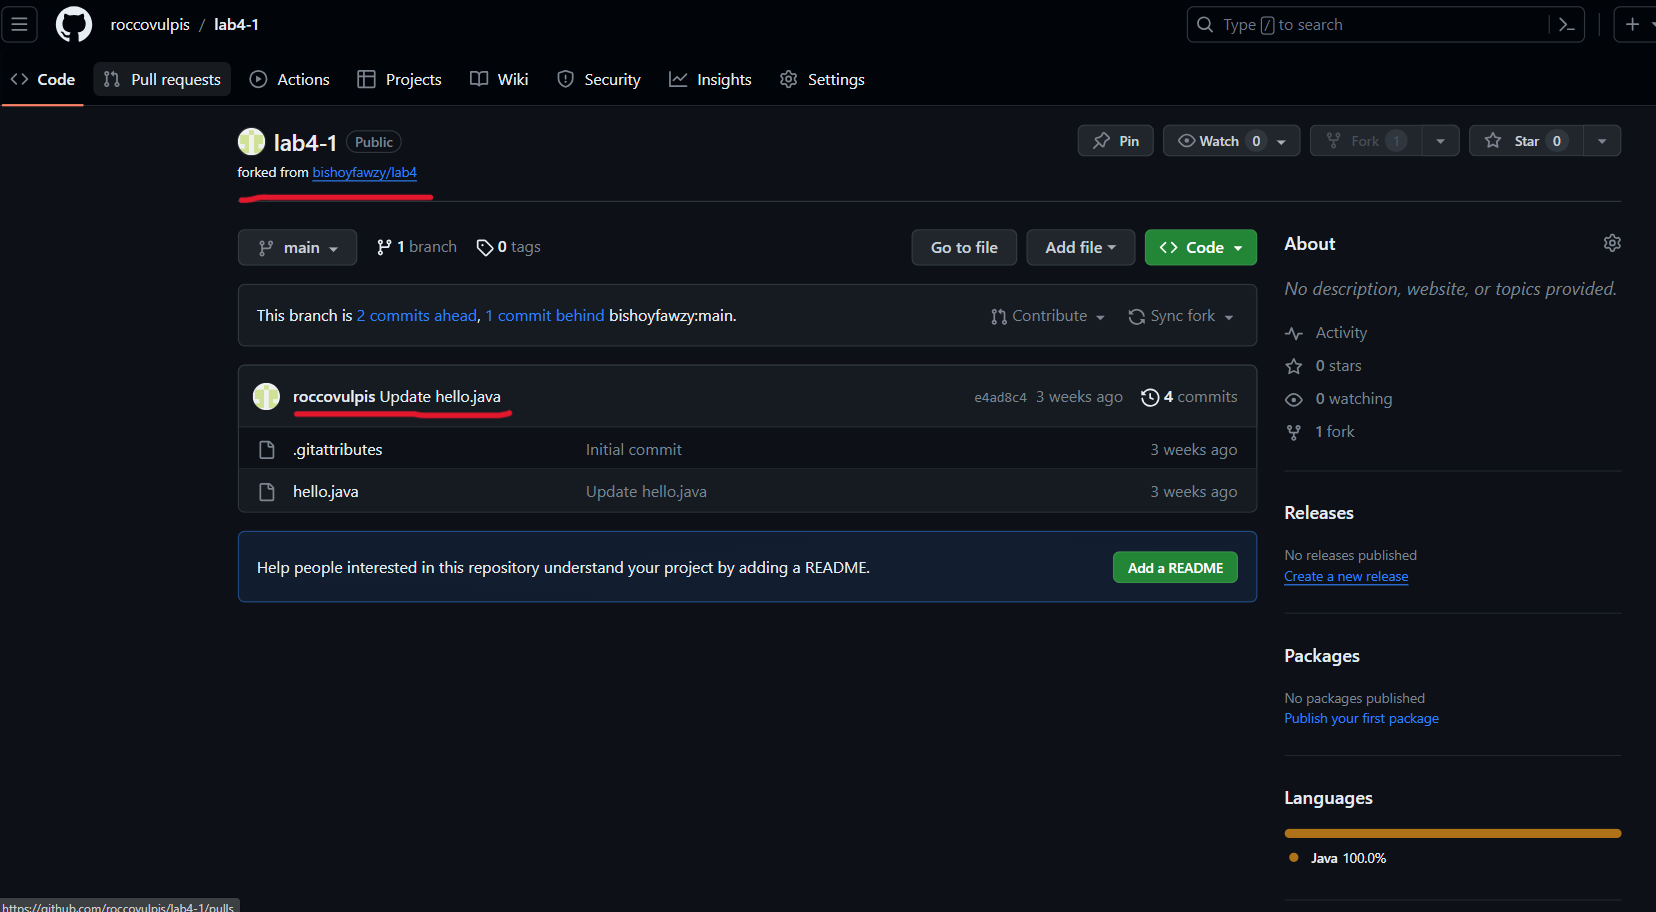 roccovulpis / lab4-1
Type / to search
Code Pull requests Actions Projects Wiki Security Insights Settings
lab4-1 Public
Pin Watch 0 Fork 1 Star 0
forked from bishoyfawzy/lab4
main 1 branch 0 tags
Go to file Add file Code
This branch is 2 commits ahead, 1 commit behind bishoyfawzy:main.
Contribute Sync fork
roccovulpis Update hello.java e4ad8c4 3 weeks ago 4 commits
.gitattributes Initial commit 3 weeks ago
hello.java Update hello.java 3 weeks ago
Help people interested in this repository understand your project by adding a README.
Add a README
About
No description, website, or topics provided.
Activity
0 stars
0 watching
1 fork
Releases
No releases published
Create a new release
Packages
No packages published
Publish your first package
Languages
Java 100.0%
https://github.com/roccovulpis/lab4-1/pulls